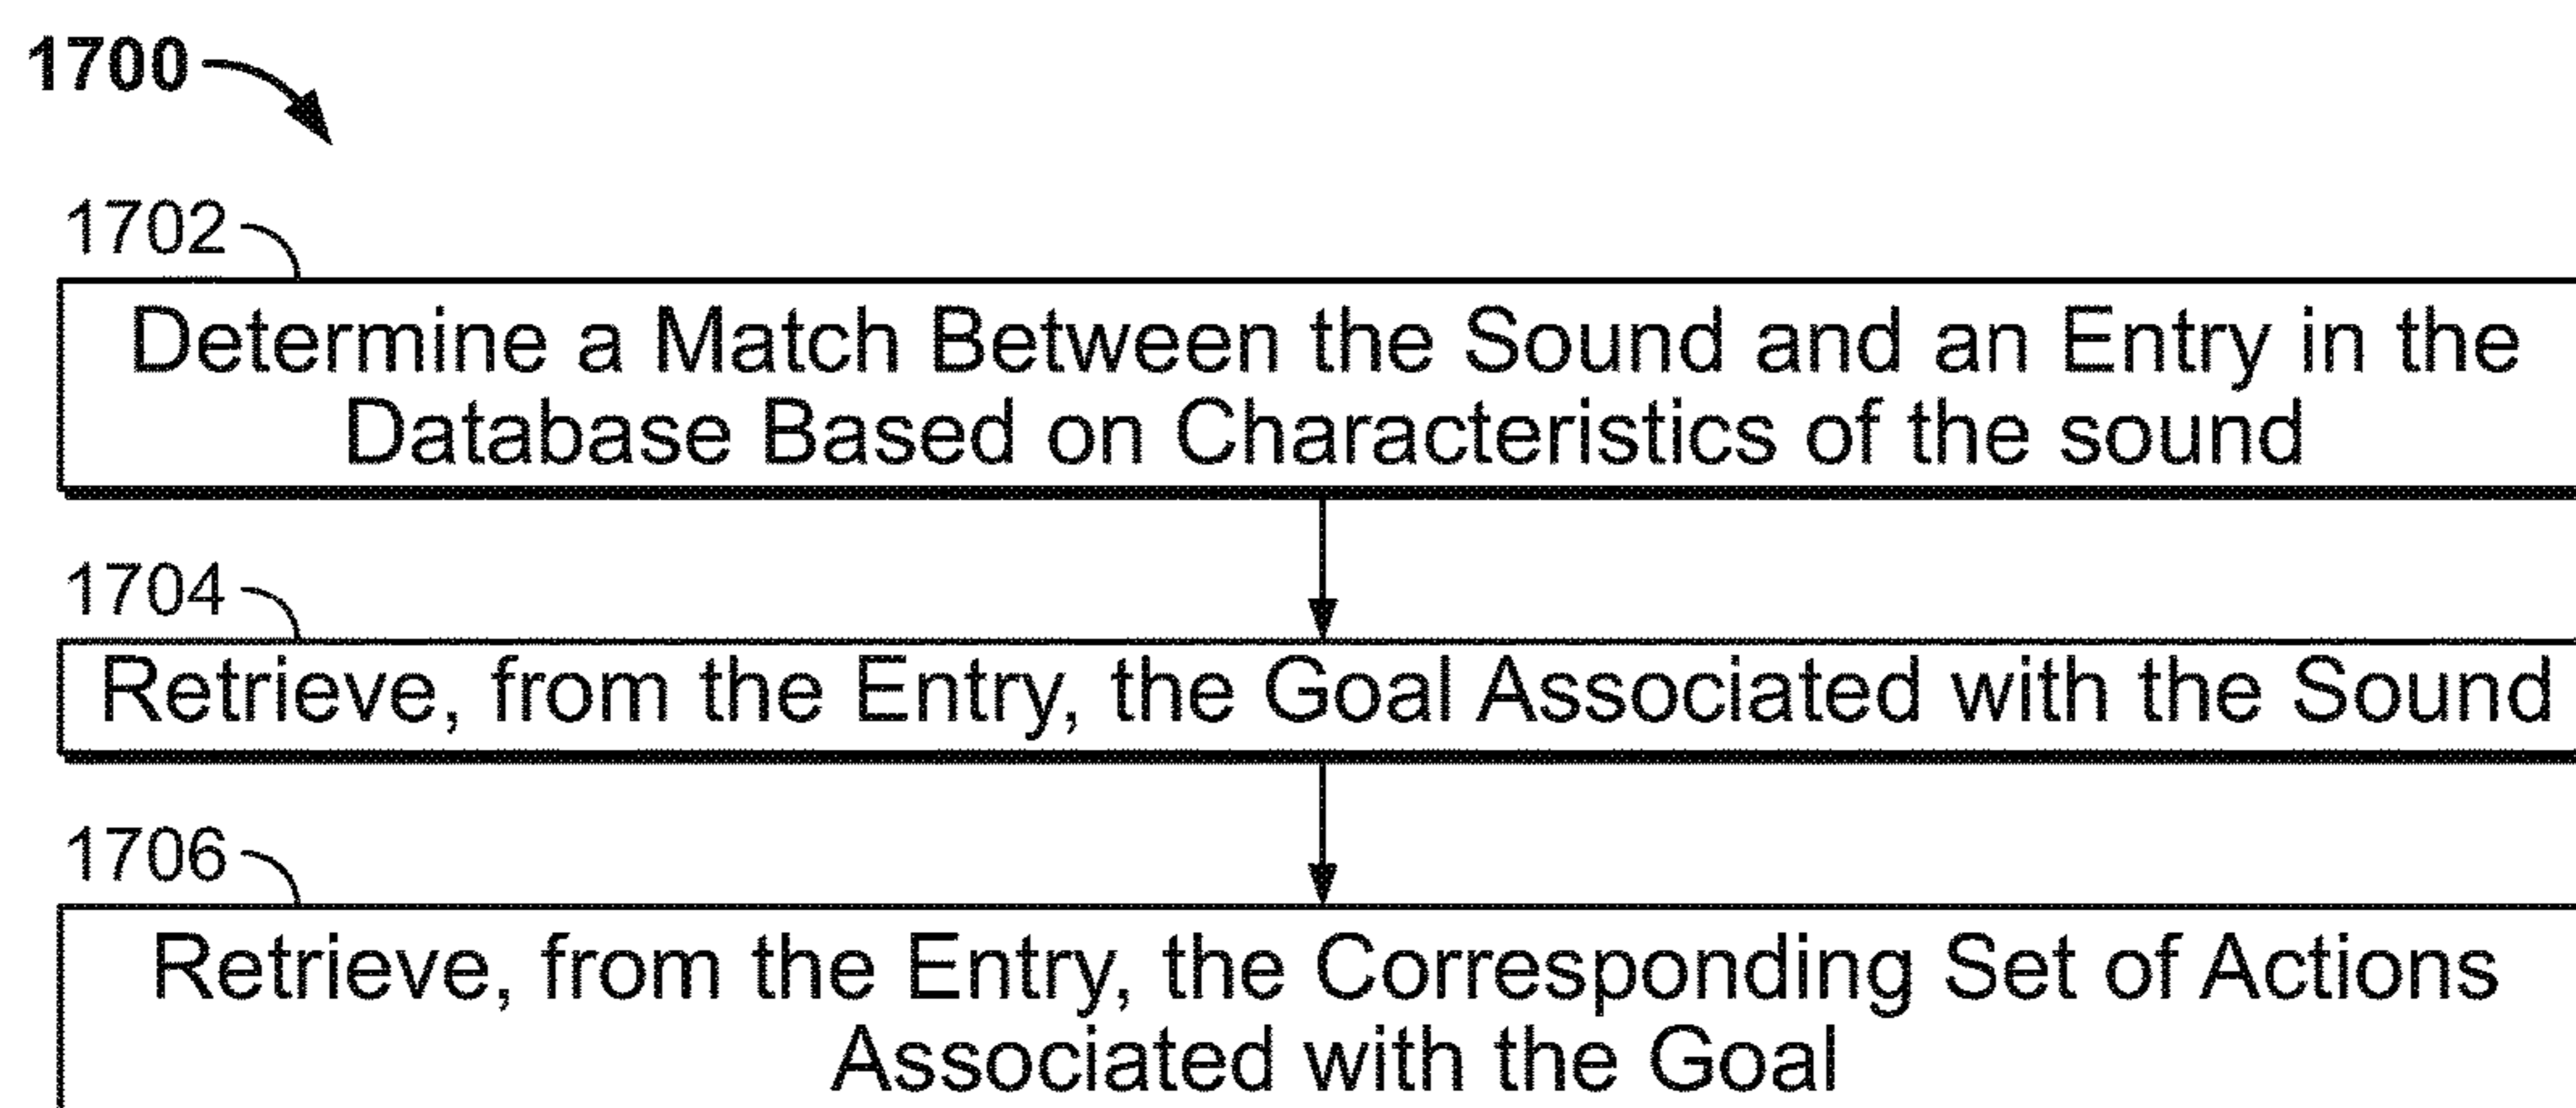 1700
1702
Determine a Match Between the Sound and an Entry in the
Database Based on Characteristics of the sound
1704
Retrieve, from the Entry, the Goal Associated with the Sound
1706
Retrieve, from the Entry, the Corresponding Set of Actions
Associated with the Goal